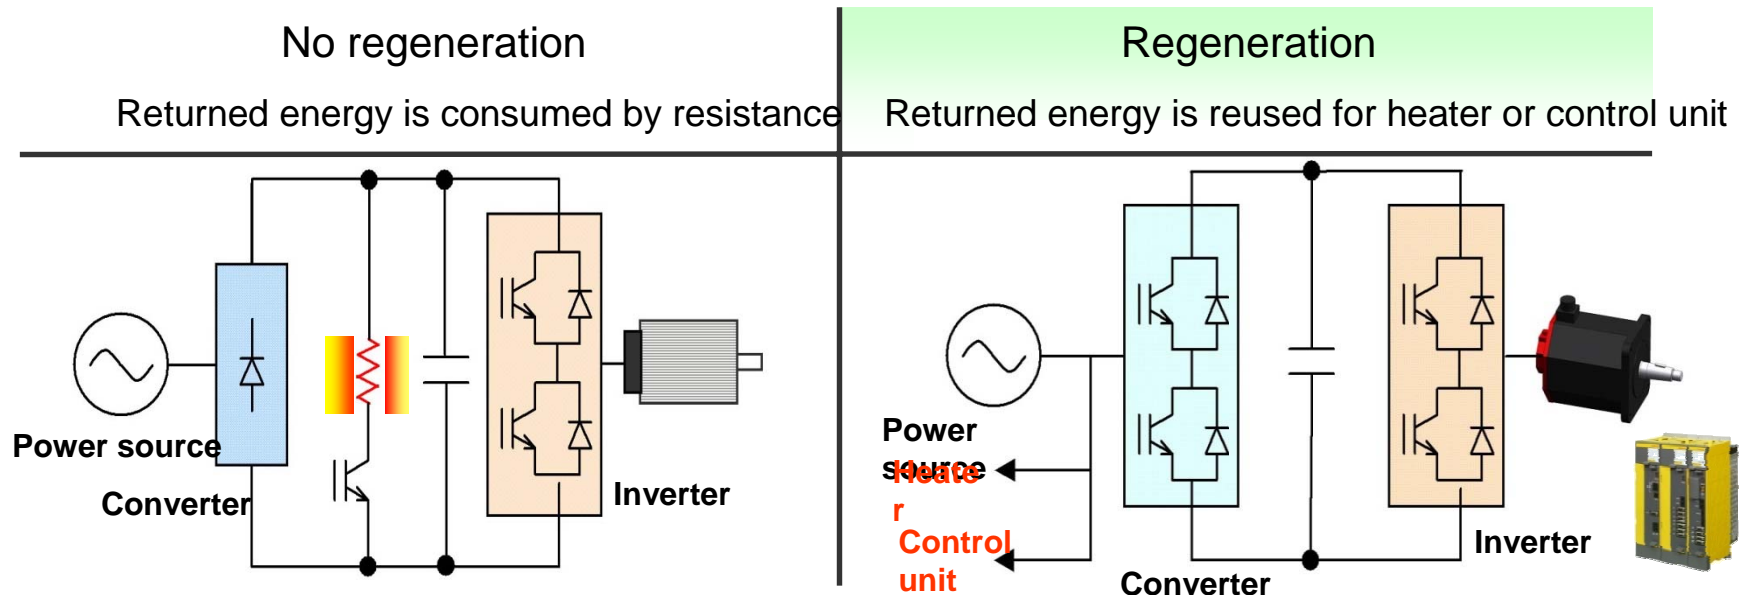 No regeneration
Returned energy is consumed by resistance
Power source
Converter
Inverter
Regeneration
Returned energy is reused for heater or control unit
Power
source
Heate
r
Control
unit
Converter
Inverter